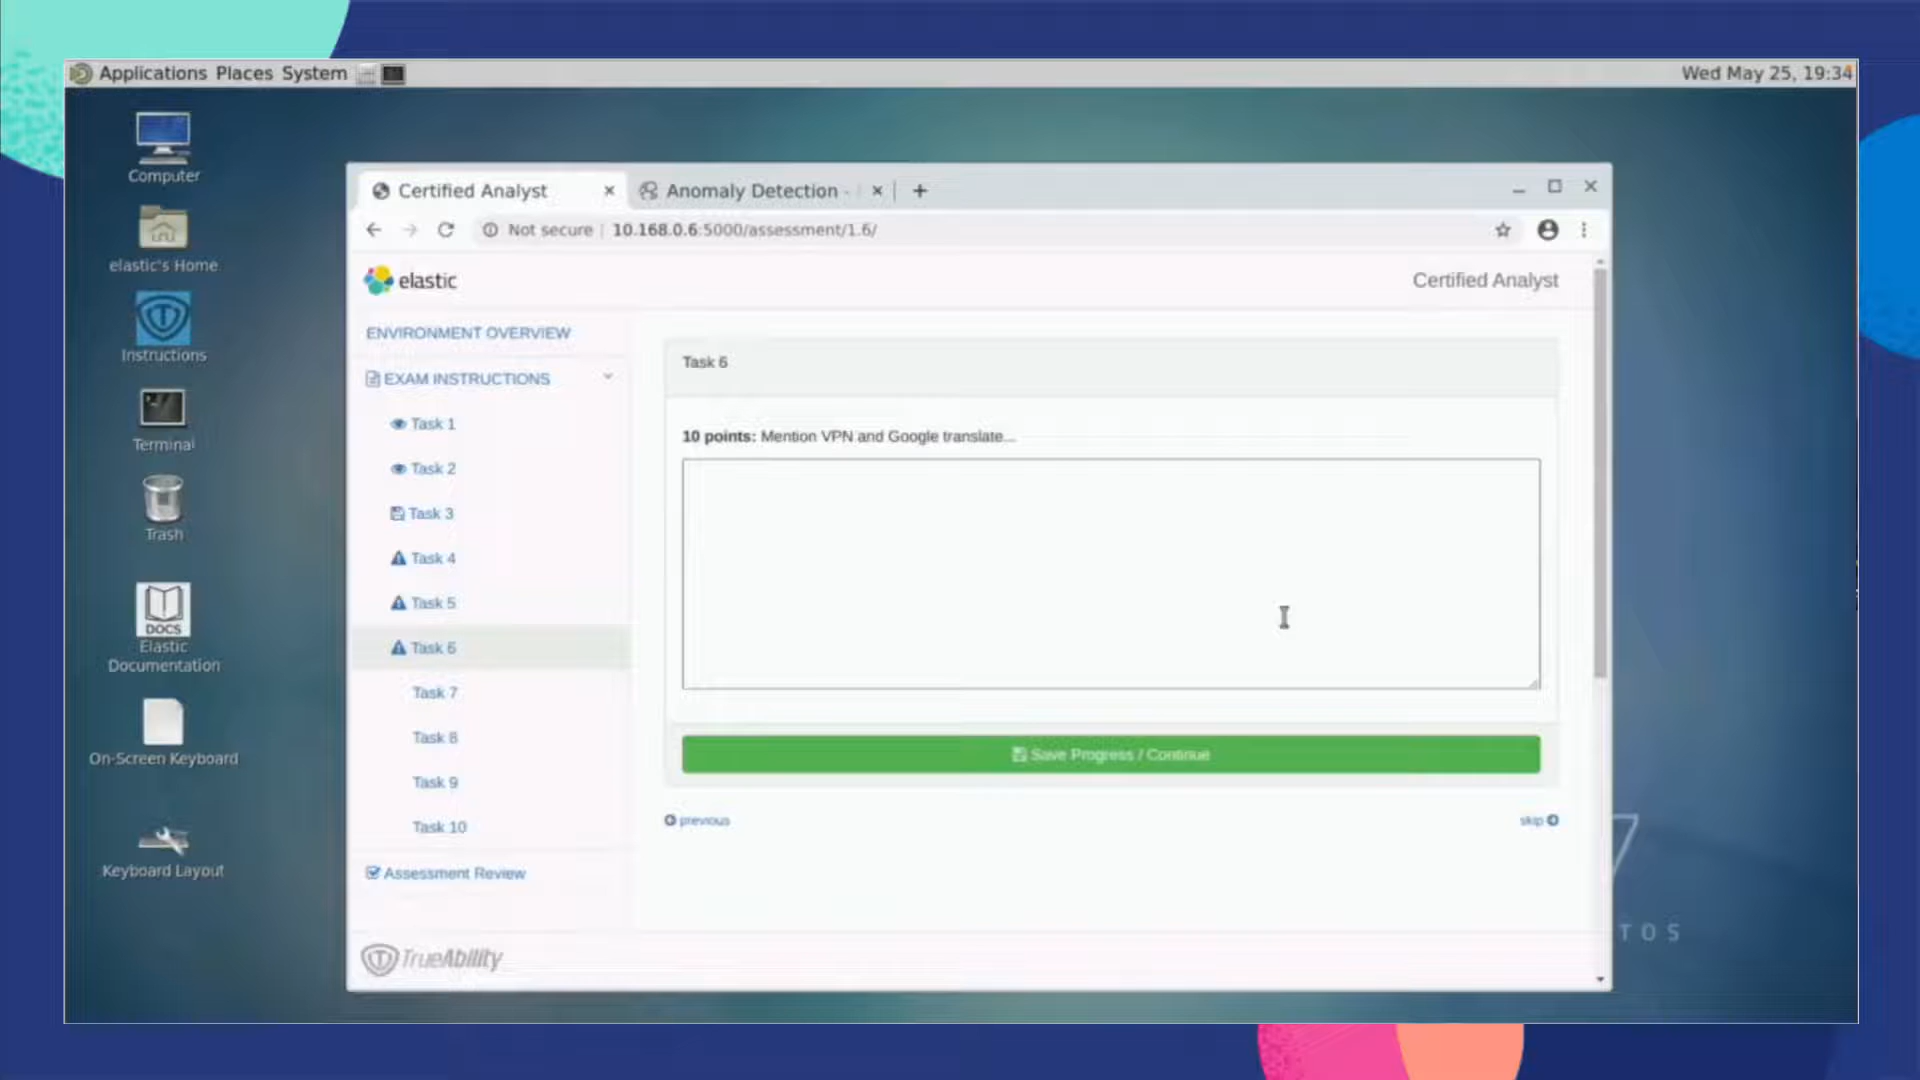 Applications Places System
Wed May 25, 19:34
Computer
elastic's Home
Instructions
Terminal
Trash
DOCS
Elastic
Documentation
On-Screen Keyboard
Keyboard Layout
Certified Analyst
Anomaly Detection -
Not secure | 10.168.0.6:5000/assessment/1.6/
elastic
Certified Analyst
ENVIRONMENT OVERVIEW
EXAM INSTRUCTIONS
Task 1
Task 2
Task 3
Task 4
Task 5
Task 6
Task 7
Task 8
Task 9
Task 10
Assessment Review
Task 6
10 points: Mention VPN and Google translate...
Save Progress / Continue
previous
skip
TrueAbility
7
TOS